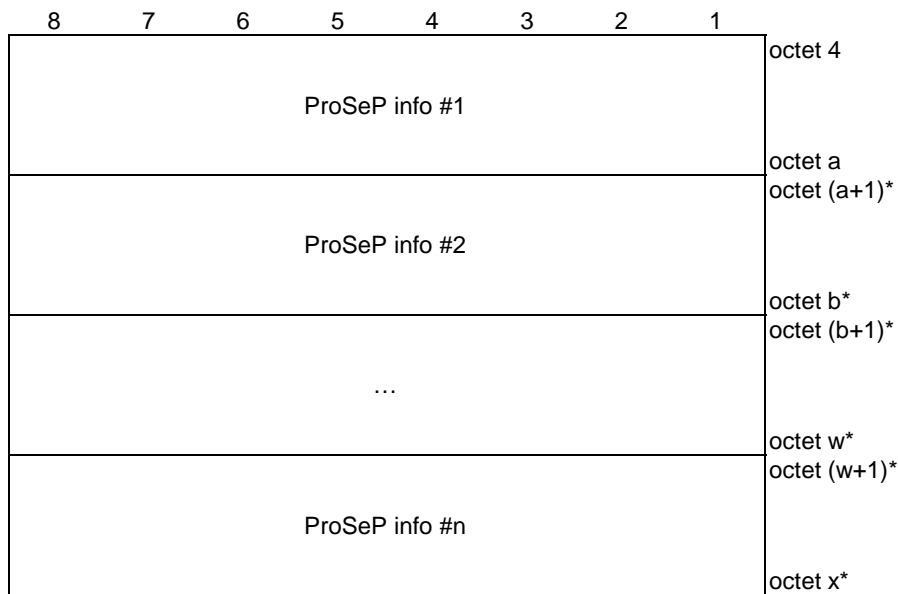 8 7 6 5 4 3 2 1
octet 4
ProSeP info #1
octet a
octet (a+1)*
ProSeP info #2
octet b*
octet (b+1)*
…
octet w*
octet (w+1)*
ProSeP info #n
octet x*